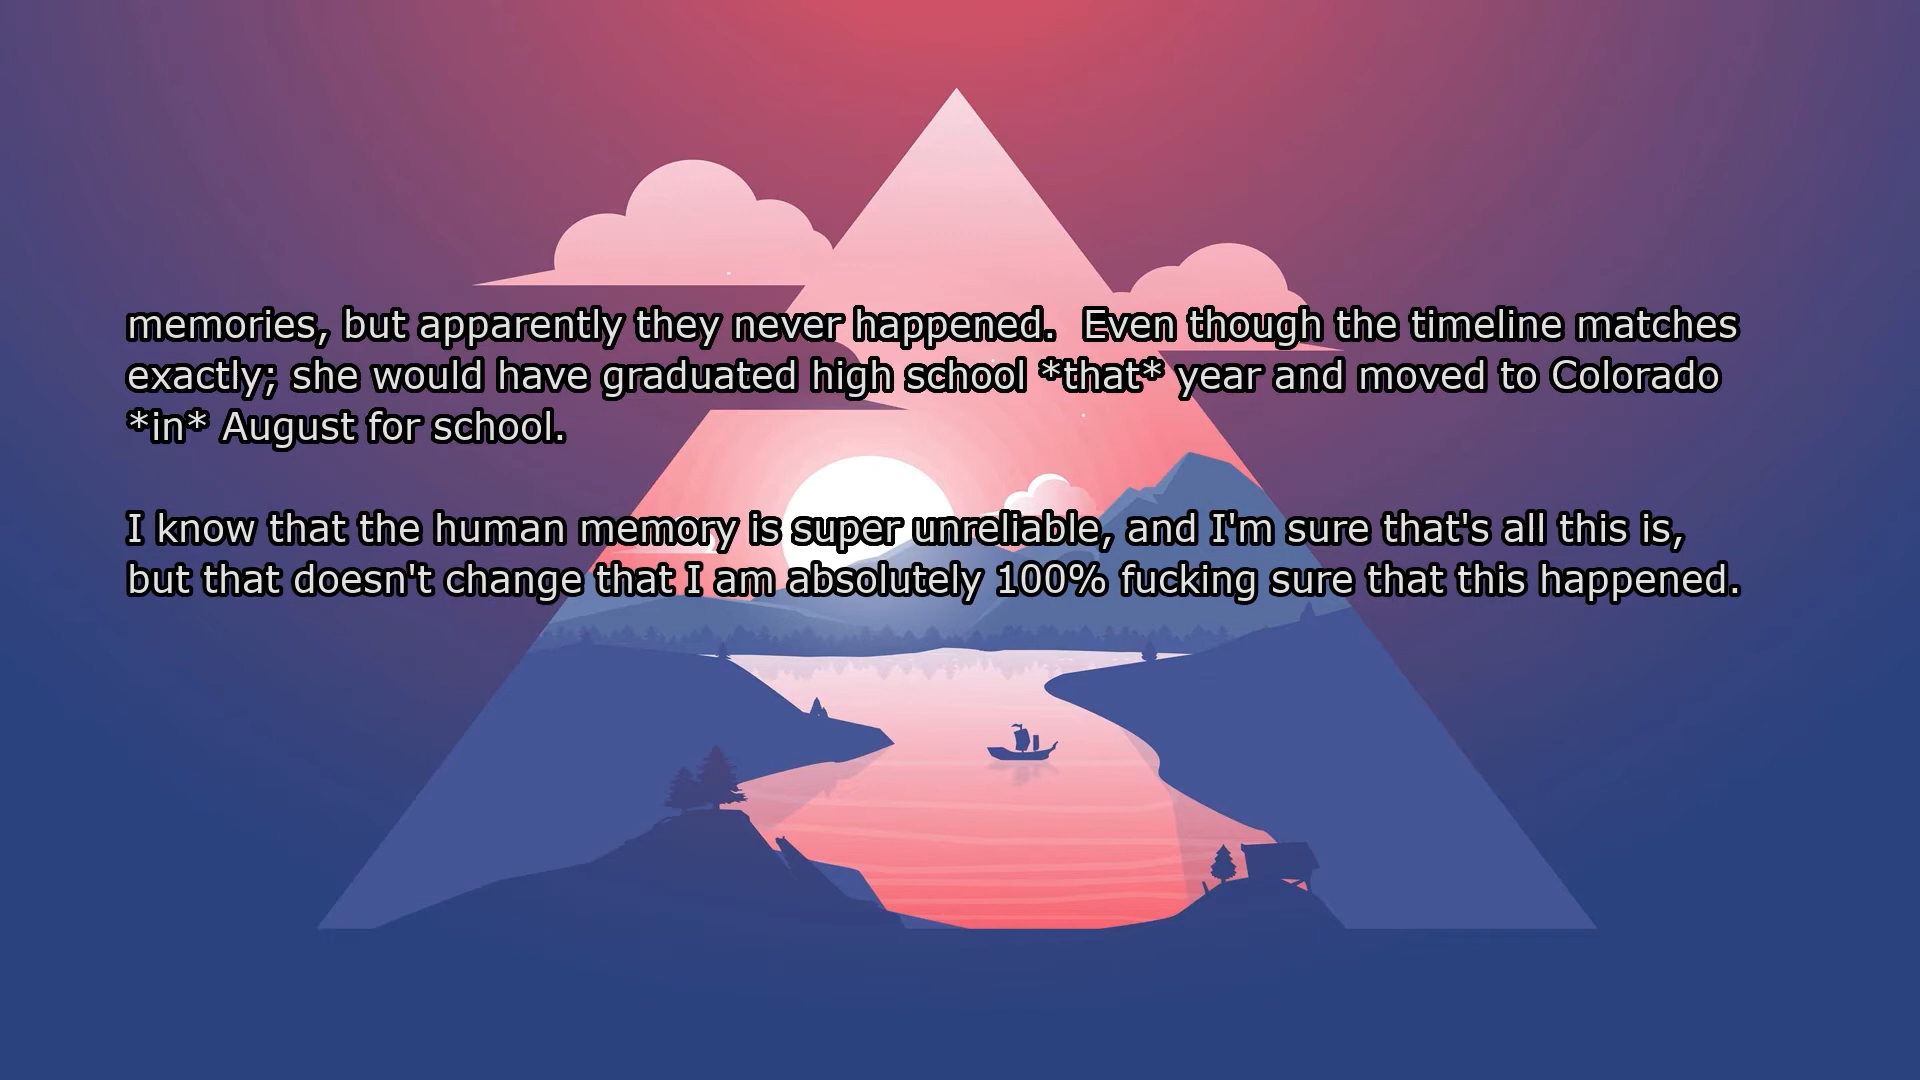 memories, but apparently they never happened.  Even though the timeline matches
exactly; she would have graduated high school *that* year and moved to Colorado
*in* August for school.
I know that the human memory is super unreliable, and I'm sure that's all this is,
but that doesn't change that I am absolutely 100% fucking sure that this happened.